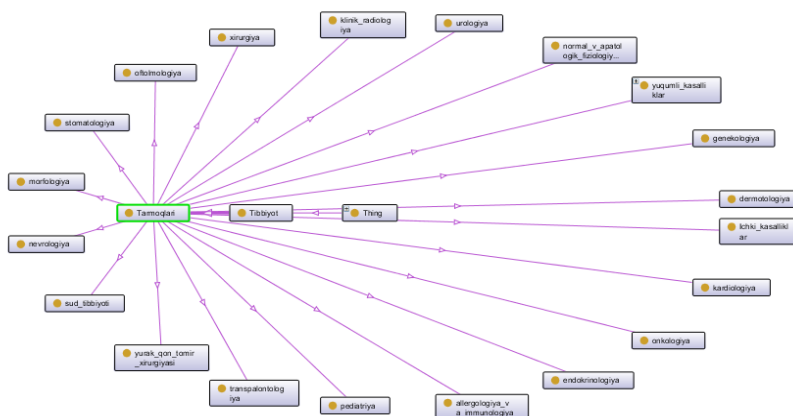 klinik_radiolog
iya
urologiya
xirurgiya
normal_v_apatol
ogik_fiziologiy...
oftolmologiya
yuqumli_kasalli
klar
stomatologiya
genekologiya
morfologiya
dermotologiya
Tarmoqlari
Tibbiyot
Thing
Ichki_kasallikl
ar
nevrologiya
kardiologiya
sud_tibbiyoti
onkologiya
yurak_qon_tomir
_xirurgiyasi
endokrinologiya
transpalontolog
iya
pediatriya
allergologiya_v
a_immunologiya